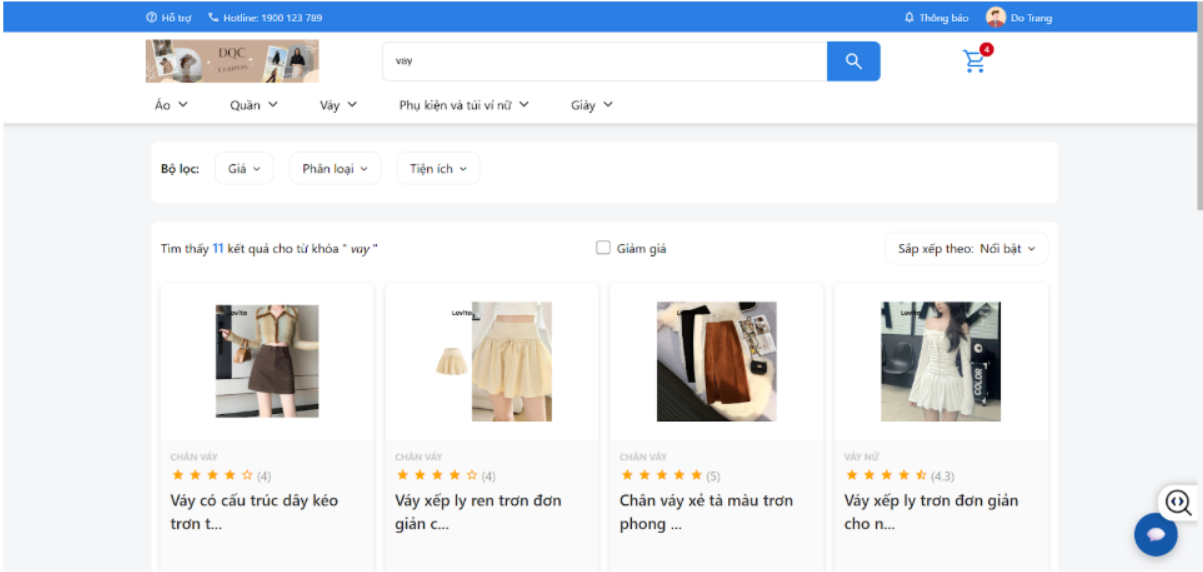 Hỗ trợ Hotline: 1900 123 789 Thông báo Do Trang
DQC
vay
4
Áo Quần Váy Phụ kiện và túi ví nữ Giày
Bộ lọc: Giá Phân loại Tiện ích
Tìm thấy 11 kết quả cho từ khóa " vay "
Giảm giá
Sắp xếp theo: Nổi bật
Lovito
CHÂN VÁY
(4)
Váy có cấu trúc dây kéo
trơn t...
Lovito
CHÂN VÁY
(4)
Váy xếp ly ren trơn đơn
giản c...
CHÂN VÁY
(5)
Chân váy xẻ tà màu trơn
phong ...
COLOR
VÁY NỮ
(4.3)
Váy xếp ly trơn đơn giản
cho n...